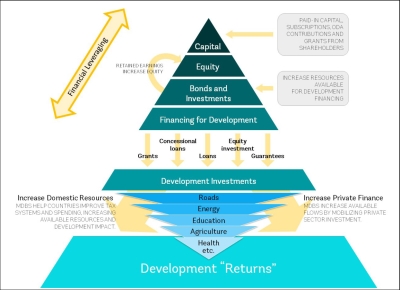 Financial Leveraging
Capital
PAID-IN CAPITAL,
SUBSCRIPTIONS, ODA
CONTRIBUTIONS AND
GRANTS FROM
SHAREHOLDERS
RETAINED EARNINGS
INCREASE EQUITY
Equity
Bonds and
Investments
INCREASE RESOURCES
AVAILABLE
FOR DEVELOPMENT
FINANCING
Financing for Development
Grants
Concessional
loans
Loans
Equity
investment
Guarantees
Development Investments
Increase Domestic Resources
MDBS HELP COUNTRIES IMPROVE TAX
SYSTEMS AND SPENDING, INCREASING
AVAILABLE RESOURCES AND
DEVELOPMENT IMPACT
Roads
Energy
Education
Agriculture
Health
etc.
Increase Private Finance
MDBS INCREASE AVAILABLE
FLOWS BY MOBILIZING PRIVATE
SECTOR INVESTMENT.
Development "Returns"